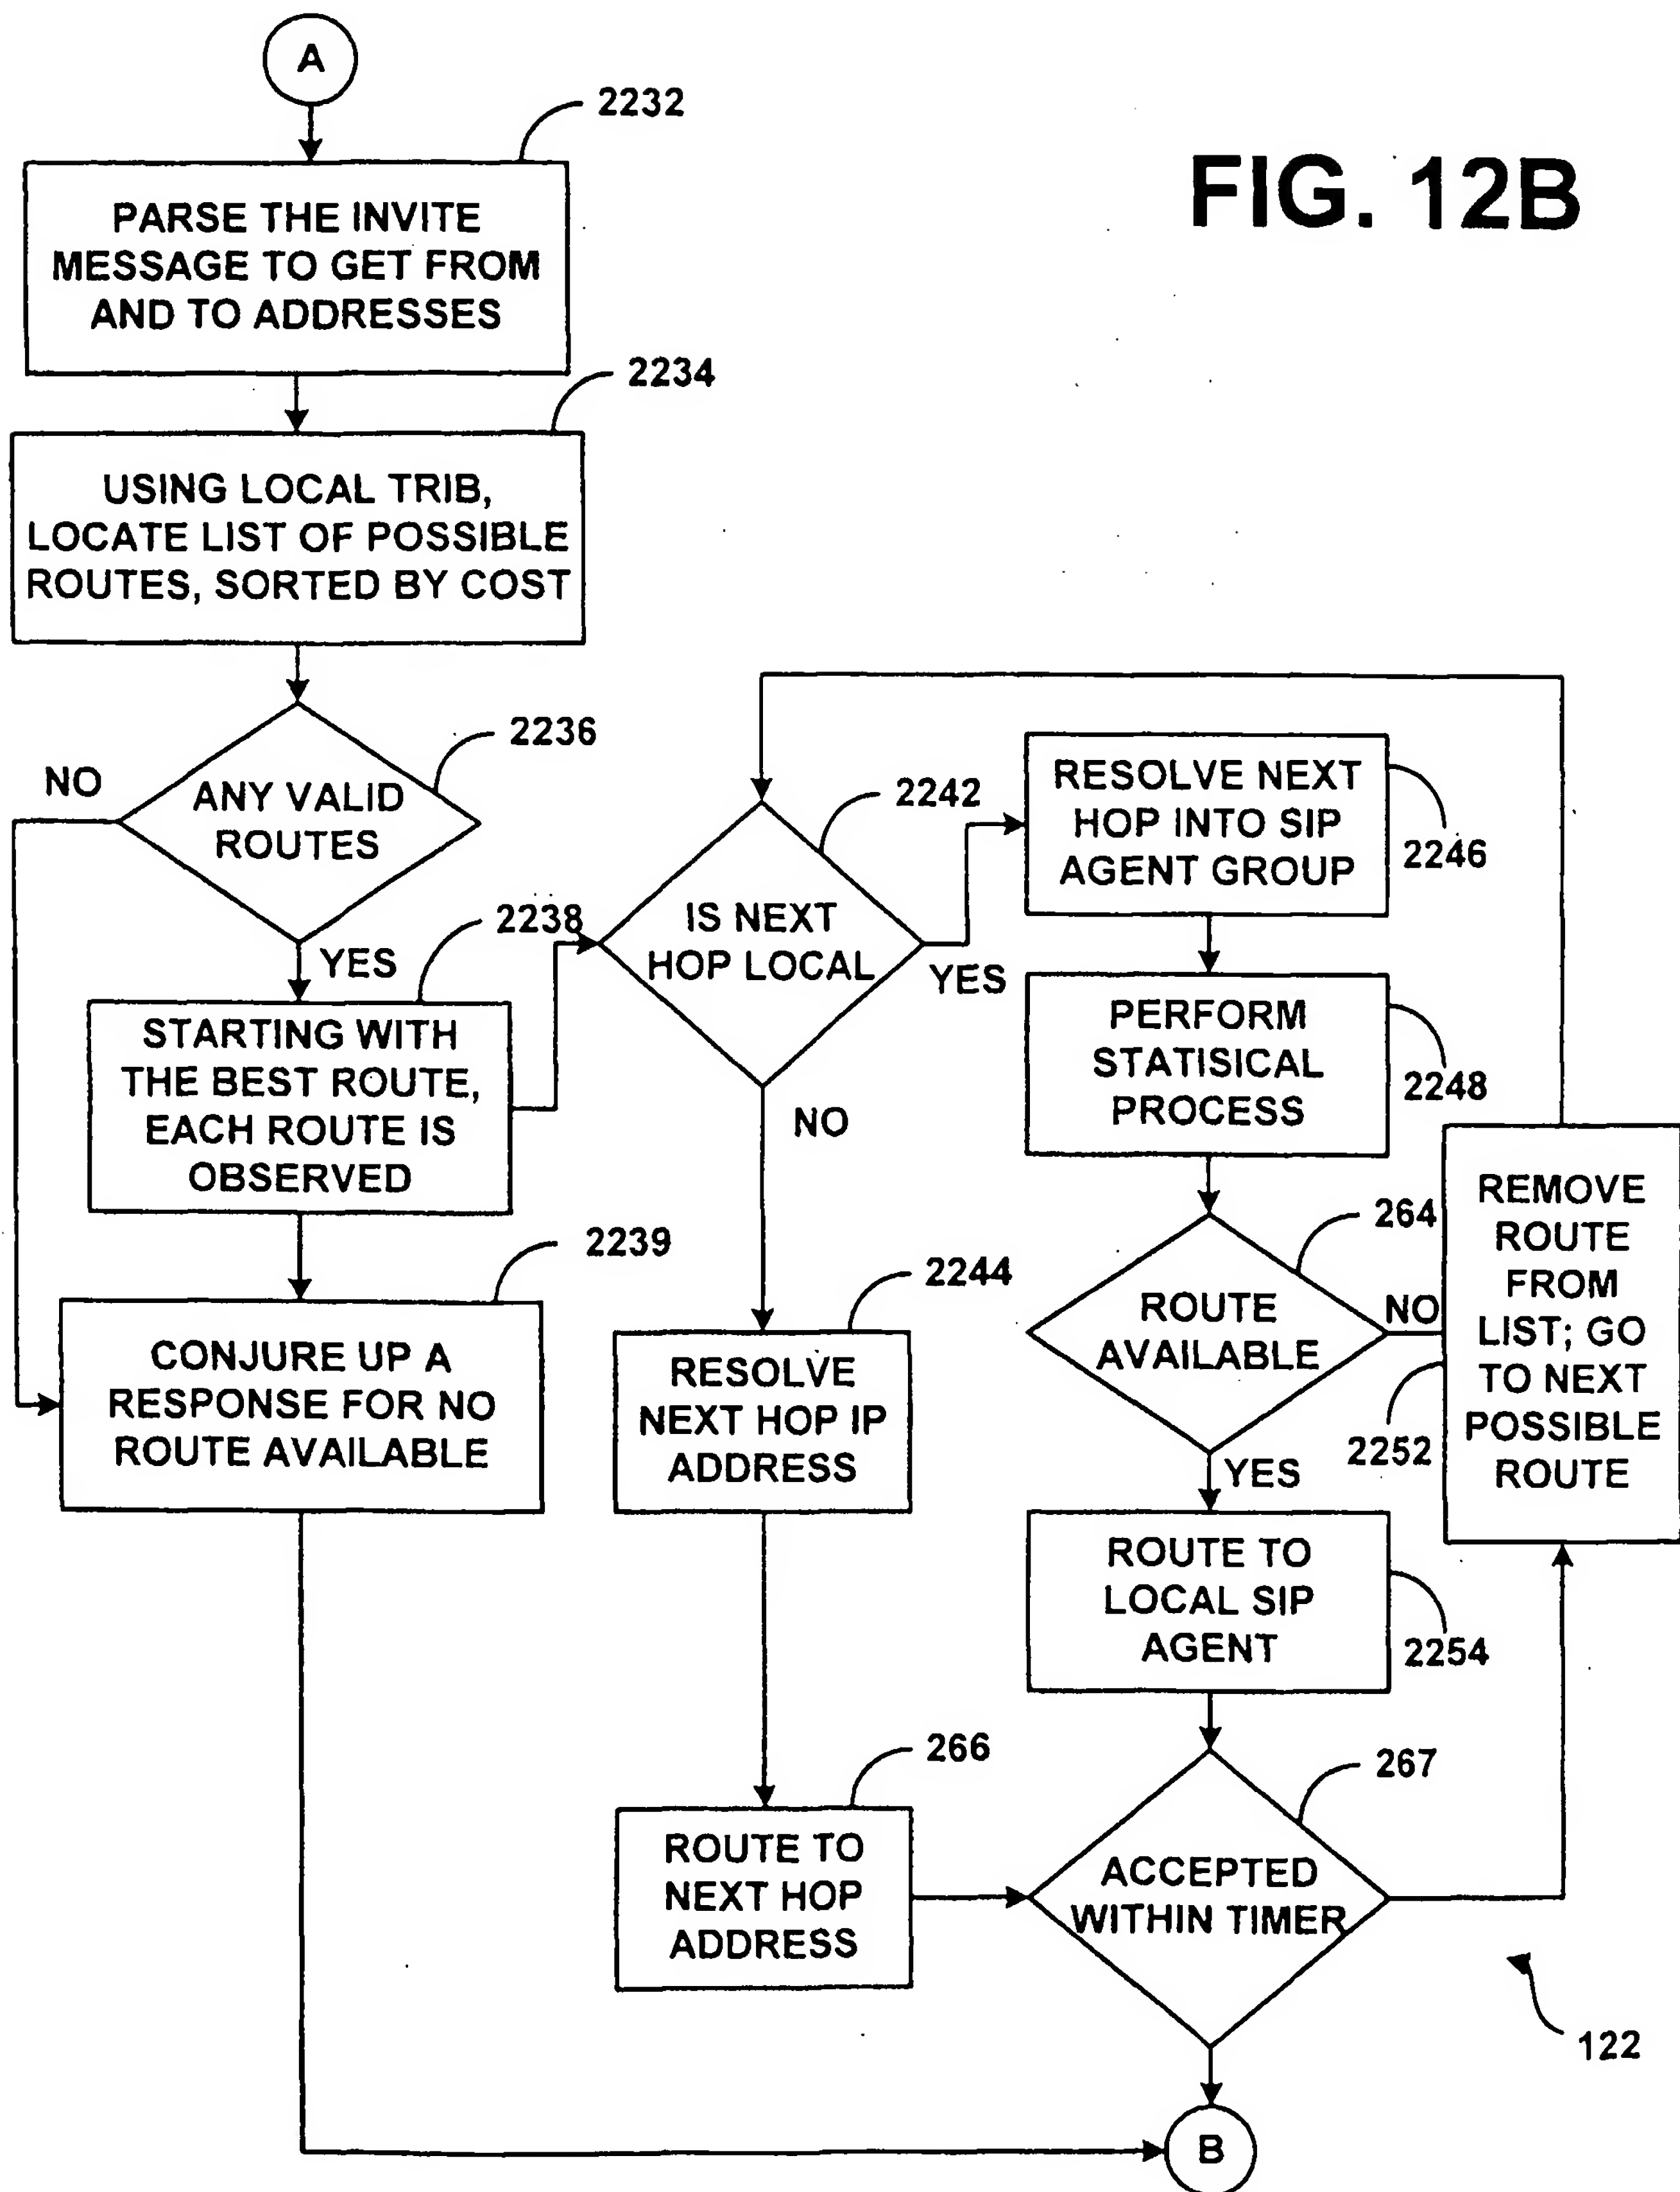 A
2232
FIG. 12B
PARSE THE INVITE
MESSAGE TO GET FROM
AND TO ADDRESSES
2234
USING LOCAL TRIB,
LOCATE LIST OF POSSIBLE
ROUTES, SORTED BY COST
2236
NO
ANY VALID
ROUTES
YES
2238
STARTING WITH
THE BEST ROUTE,
EACH ROUTE IS
OBSERVED
2239
CONJURE UP A
RESPONSE FOR NO
ROUTE AVAILABLE
2242
IS NEXT
HOP LOCAL
YES
NO
2244
RESOLVE
NEXT HOP IP
ADDRESS
266
ROUTE TO
NEXT HOP
ADDRESS
RESOLVE NEXT
HOP INTO SIP
AGENT GROUP
2246
PERFORM
STATISICAL
PROCESS
2248
264
ROUTE
AVAILABLE
NO
YES
2252
REMOVE
ROUTE
FROM
LIST; GO
TO NEXT
POSSIBLE
ROUTE
ROUTE TO
LOCAL SIP
AGENT
2254
267
ACCEPTED
WITHIN TIMER
122
B